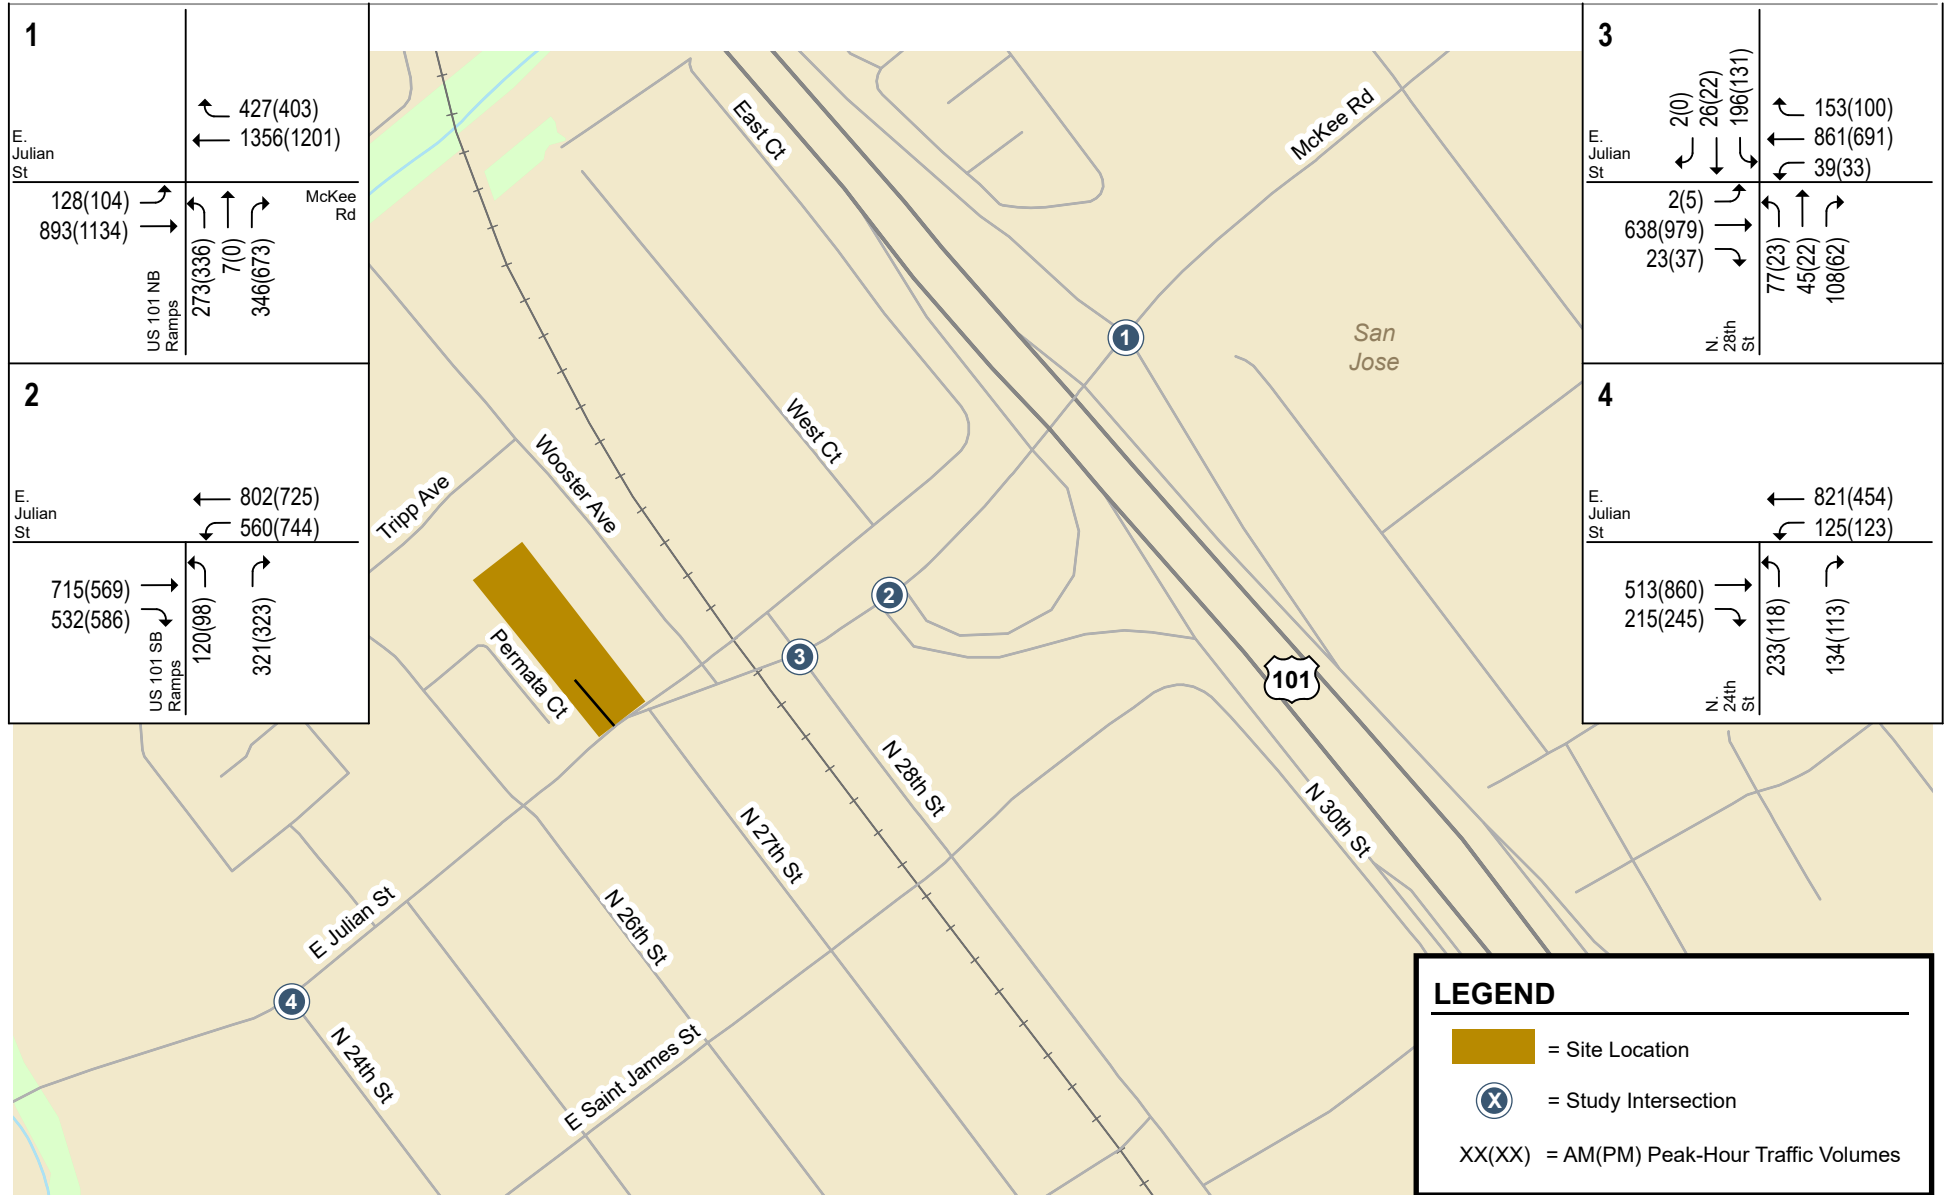 1
427(403)
1356(1201)
E.
Julian
St
128(104)
893(1134)
McKee
Rd
273(336)
7(0)
346(673)
US 101 NB
Ramps
2
802(725)
560(744)
E.
Julian
St
715(569)
532(586)
120(98)
321(323)
US 101 SB
Ramps
3
2(0)
26(22)
196(131)
153(100)
861(691)
39(33)
E.
Julian
St
2(5)
638(979)
23(37)
77(23)
45(22)
108(62)
N.
28th
St
4
821(454)
125(123)
E.
Julian
St
513(860)
215(245)
233(118)
134(113)
N.
24th
St
East Ct
McKee Rd
San
Jose
1
West Ct
Wooster Ave
Tripp Ave
2
3
Permata Ct
101
N 28th St
N 30th St
N 27th St
N 26th St
E Julian St
4
N 24th St
E Saint James St
LEGEND
= Site Location
X = Study Intersection
XX(XX) = AM(PM) Peak-Hour Traffic Volumes